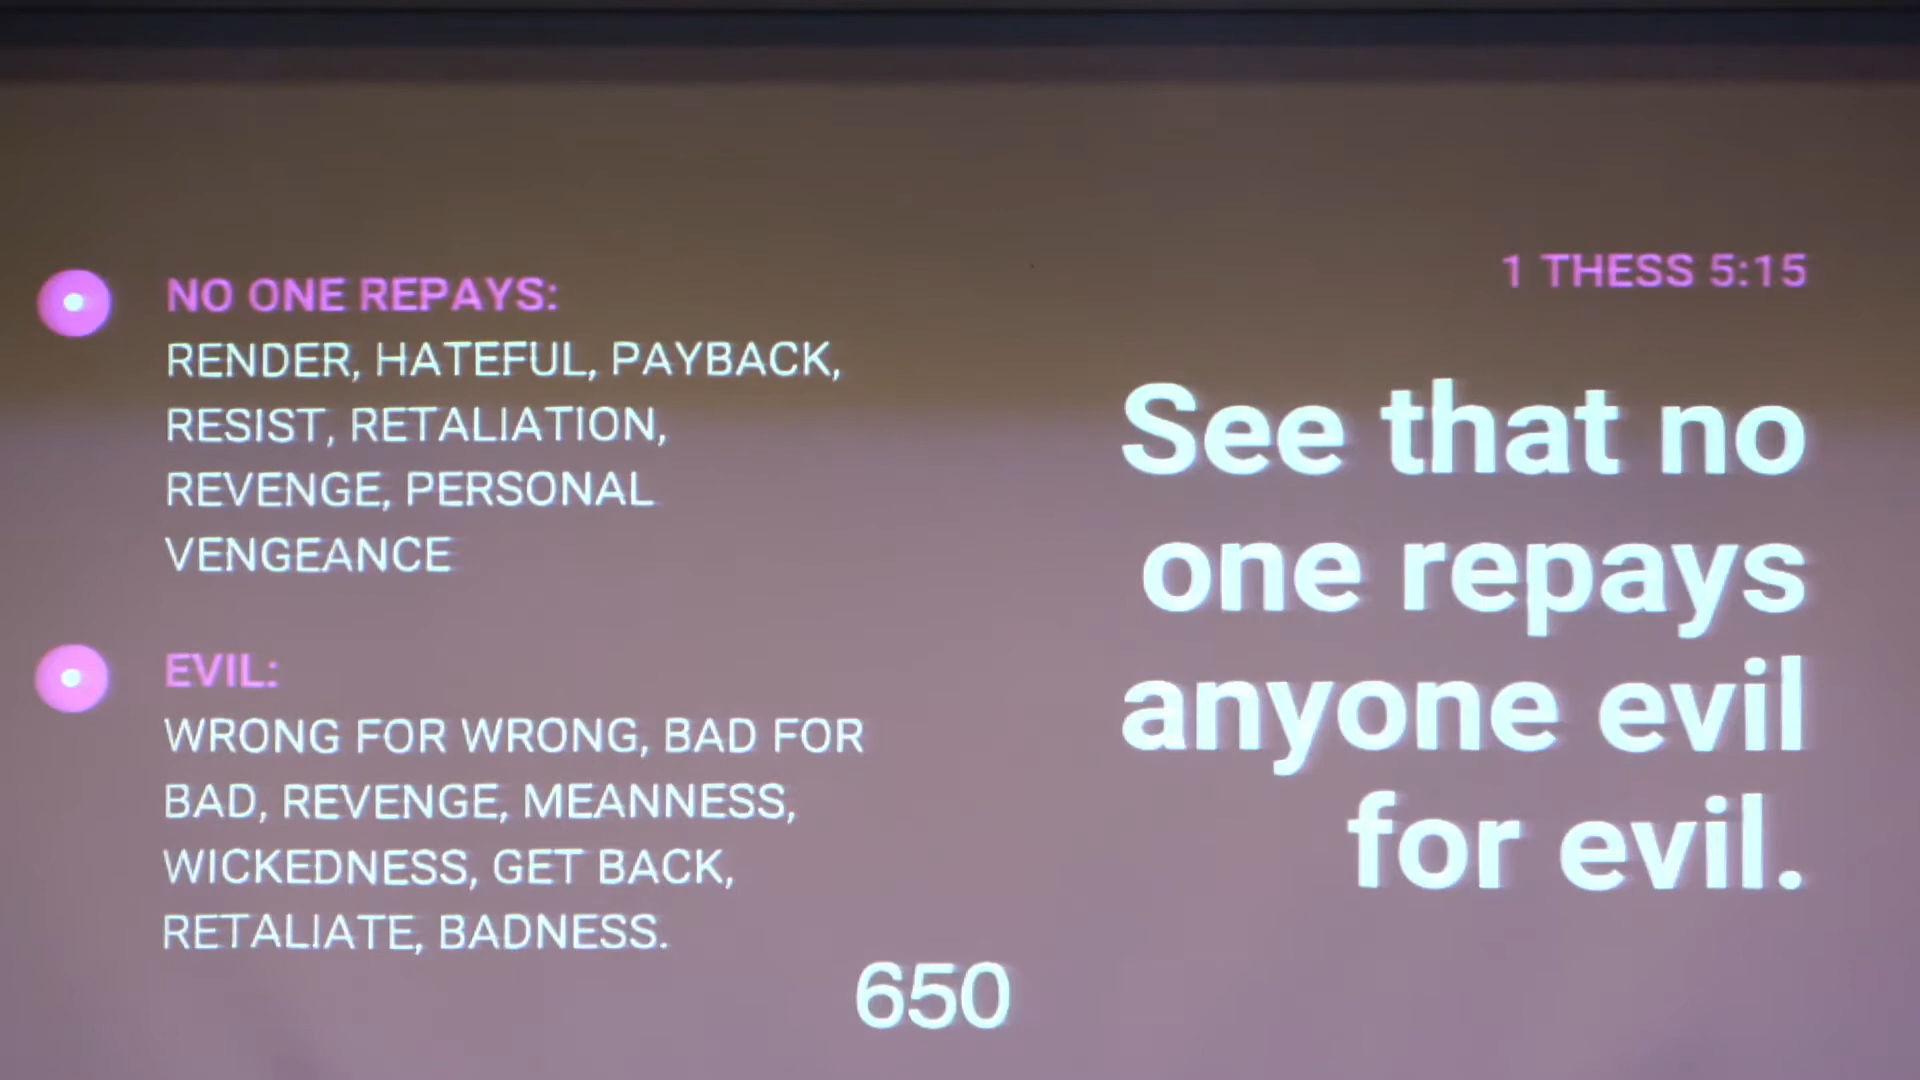 NO ONE REPAYS:
RENDER, HATEFUL, PAYBACK,
RESIST, RETALIATION,
REVENGE, PERSONAL
VENGEANCE
EVIL:
WRONG FOR WRONG, BAD FOR
BAD, REVENGE, MEANNESS,
WICKEDNESS, GET BACK,
RETALIATE, BADNESS.
1 THESS 5:15
See that no
one repays
anyone evil
for evil.
650